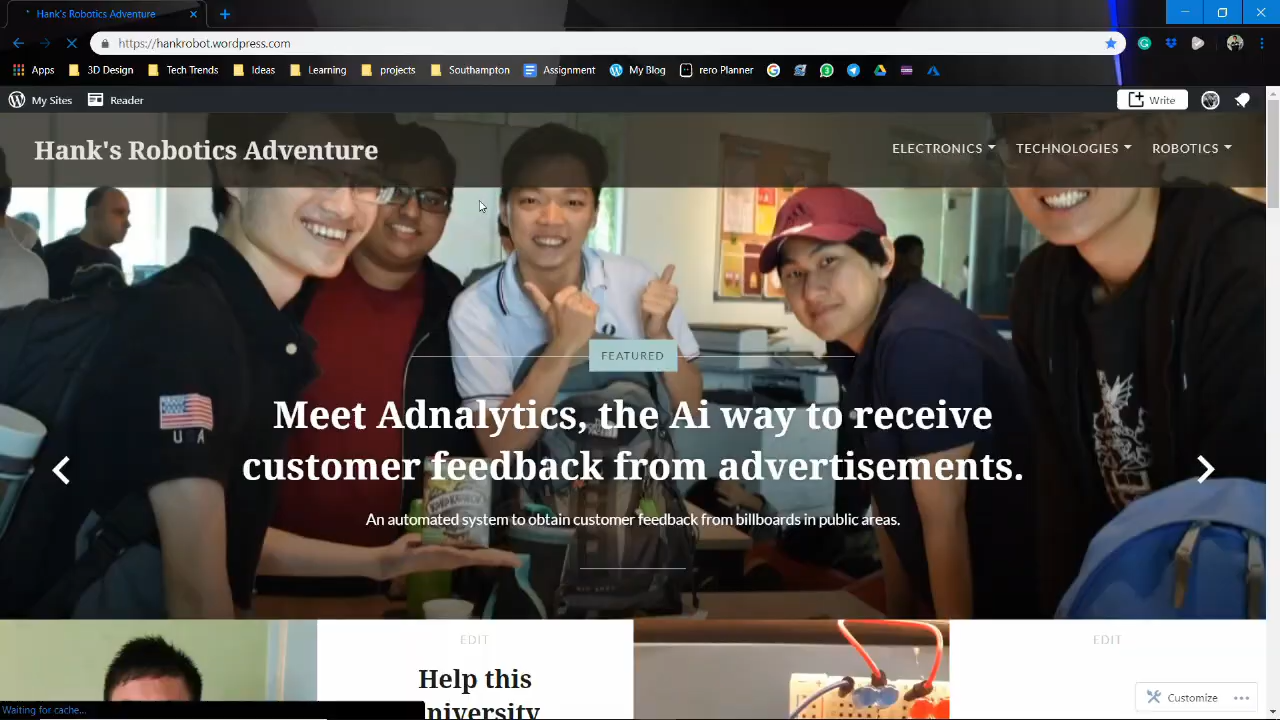 Hank's Robotics Adventure
https://hankrobot.wordpress.com
Apps 3D Design Tech Trends Ideas Learning projects Southampton Assignment My Blog rero Planner
My Sites Reader Write
Hank's Robotics Adventure ELECTRONICS TECHNOLOGIES ROBOTICS
FEATURED
Meet Adnalytics, the Ai way to receive
customer feedback from advertisements.
An automated system to obtain customer feedback from billboards in public areas.
U A
EDIT EDIT
Help this
University
Customize
Waiting for cache...